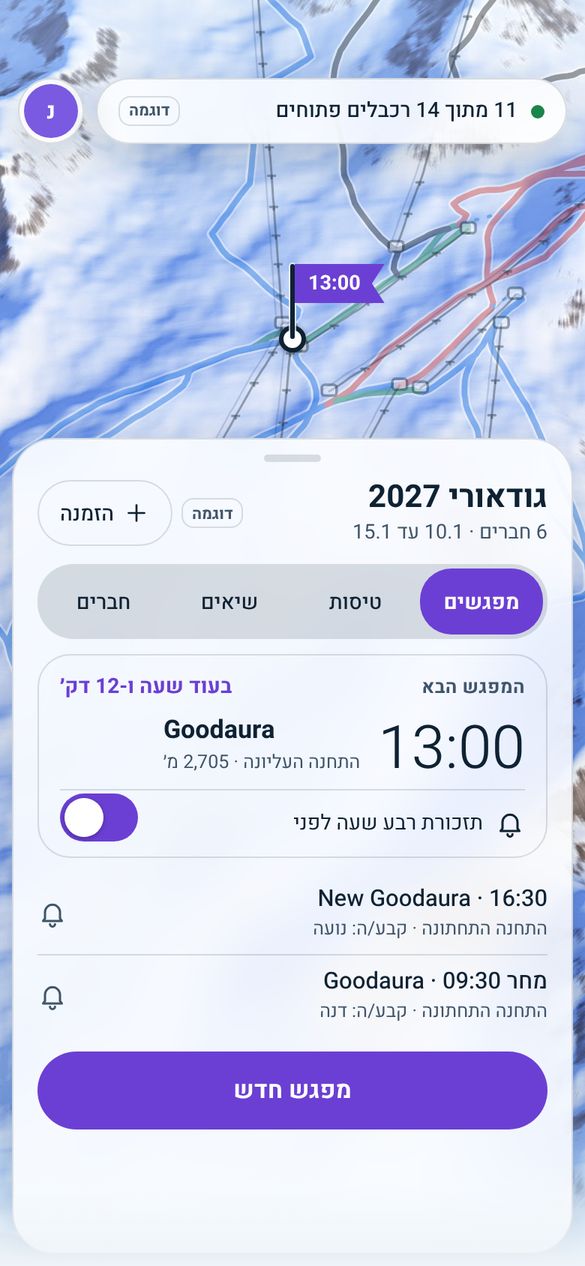 11 מתוך 14 רכבלים פתוחים
דוגמה
נ
13:00
גודאורי 2027
6 חברים · 10.1 עד 15.1
דוגמה
+ הזמנה
מפגשים
טיסות
שיאים
חברים
המפגש הבא
בעוד שעה ו-12 דק׳
13:00
Goodaura
התחנה העליונה · 2,705 מ׳
תזכורת רבע שעה לפני
New Goodaura · 16:30
התחנה התחתונה · קבע/ה: נועה
מחר 09:30 · Goodaura
התחנה התחתונה · קבע/ה: דנה
מפגש חדש